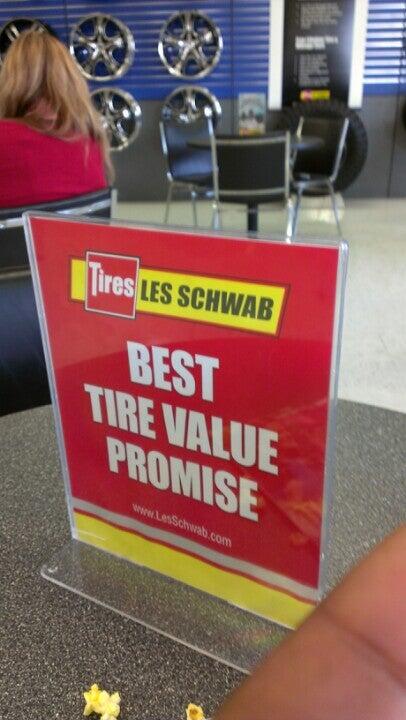 Tires LES SCHWAB
BEST
TIRE VALUE
PROMISE
www.LesSchwab.com